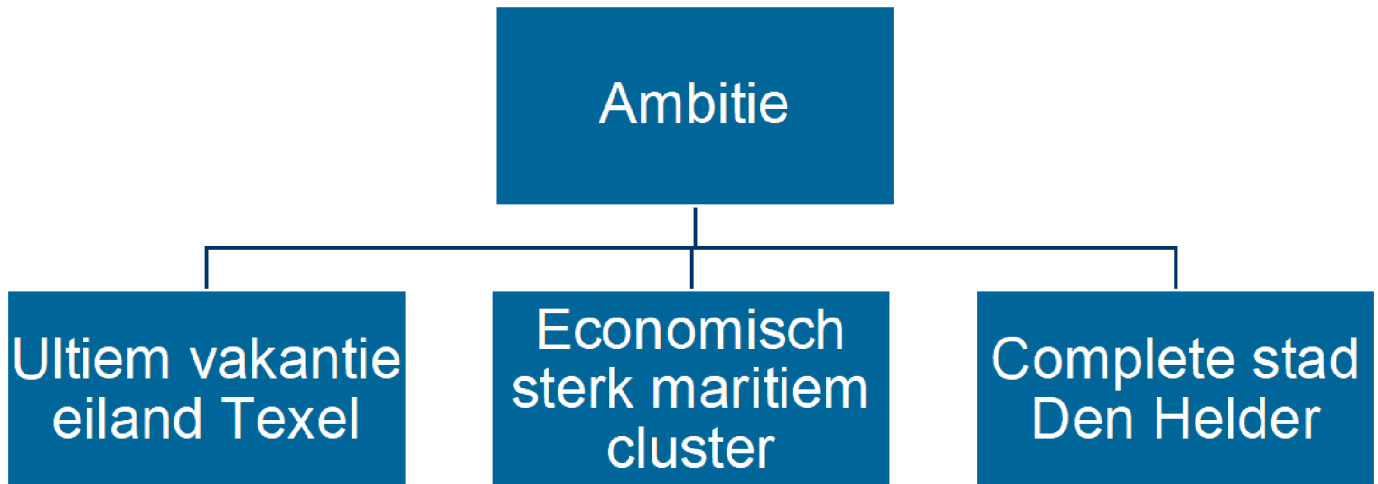 Ambitie
Ultiem vakantie
eiland Texel
Economisch
sterk maritiem
cluster
Complete stad
Den Helder